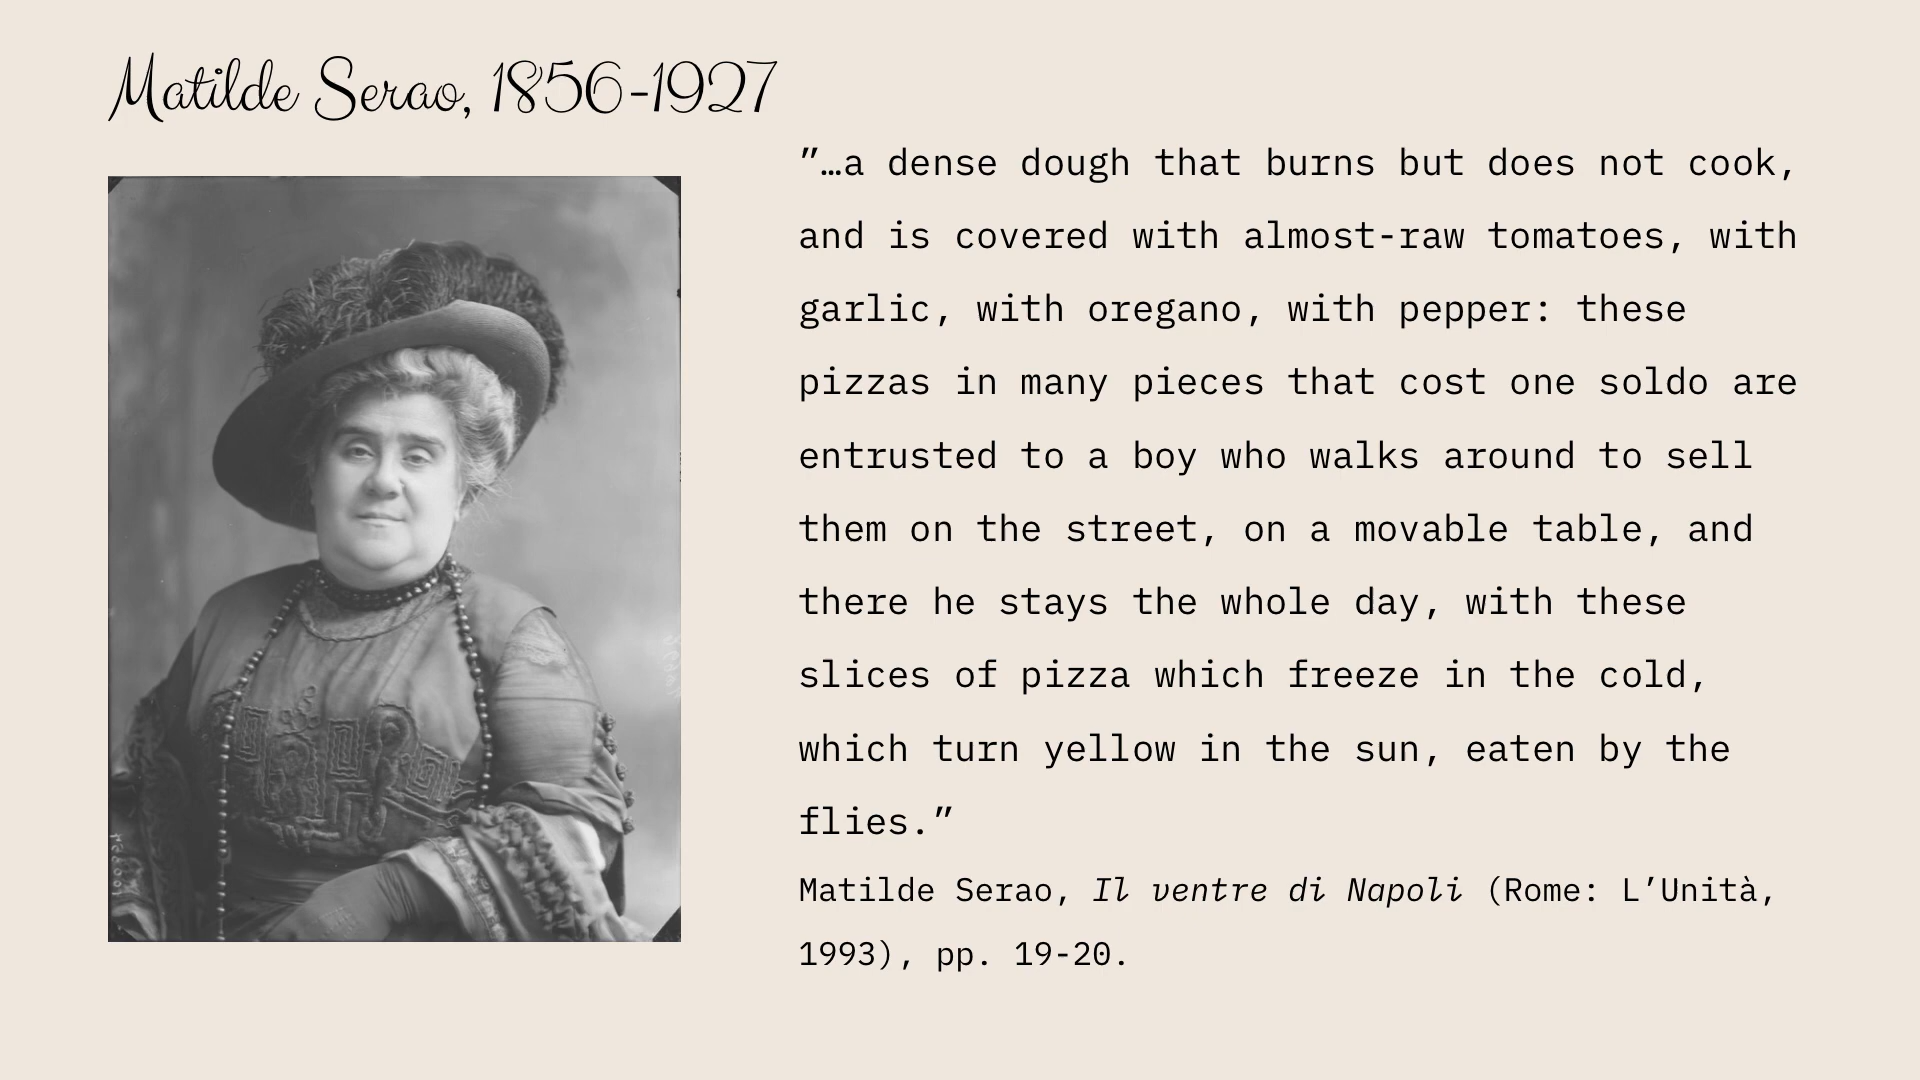 Matilde Serao, 1856-1927
”…a dense dough that burns but does not cook,
and is covered with almost-raw tomatoes, with
garlic, with oregano, with pepper: these
pizzas in many pieces that cost one soldo are
entrusted to a boy who walks around to sell
them on the street, on a movable table, and
there he stays the whole day, with these
slices of pizza which freeze in the cold,
which turn yellow in the sun, eaten by the
flies.”
Matilde Serao, Il ventre di Napoli (Rome: L’Unità,
1993), pp. 19-20.